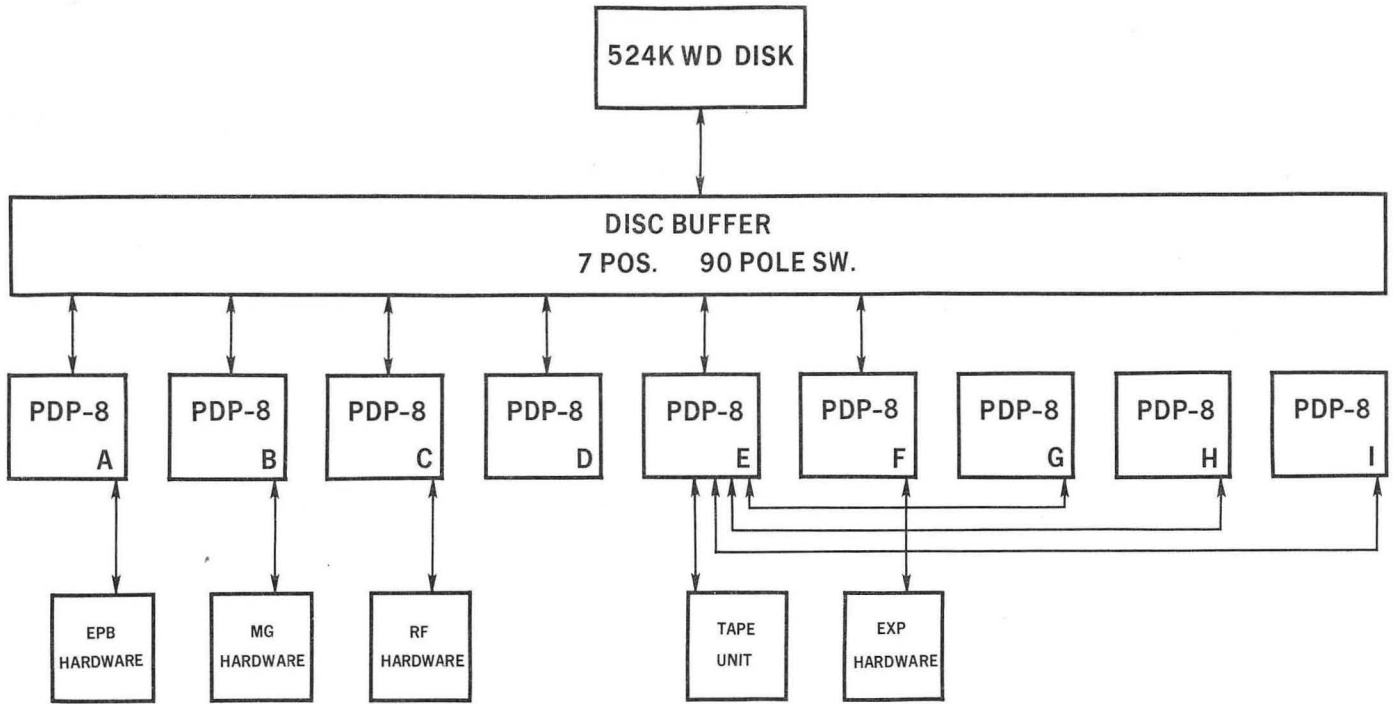 524K WD DISK
DISC BUFFER
7 POS. 90 POLE SW.
PDP-8
A
PDP-8
B
PDP-8
C
PDP-8
D
PDP-8
E
PDP-8
F
PDP-8
G
PDP-8
H
PDP-8
I
EPB
HARDWARE
MG
HARDWARE
RF
HARDWARE
TAPE
UNIT
EXP
HARDWARE